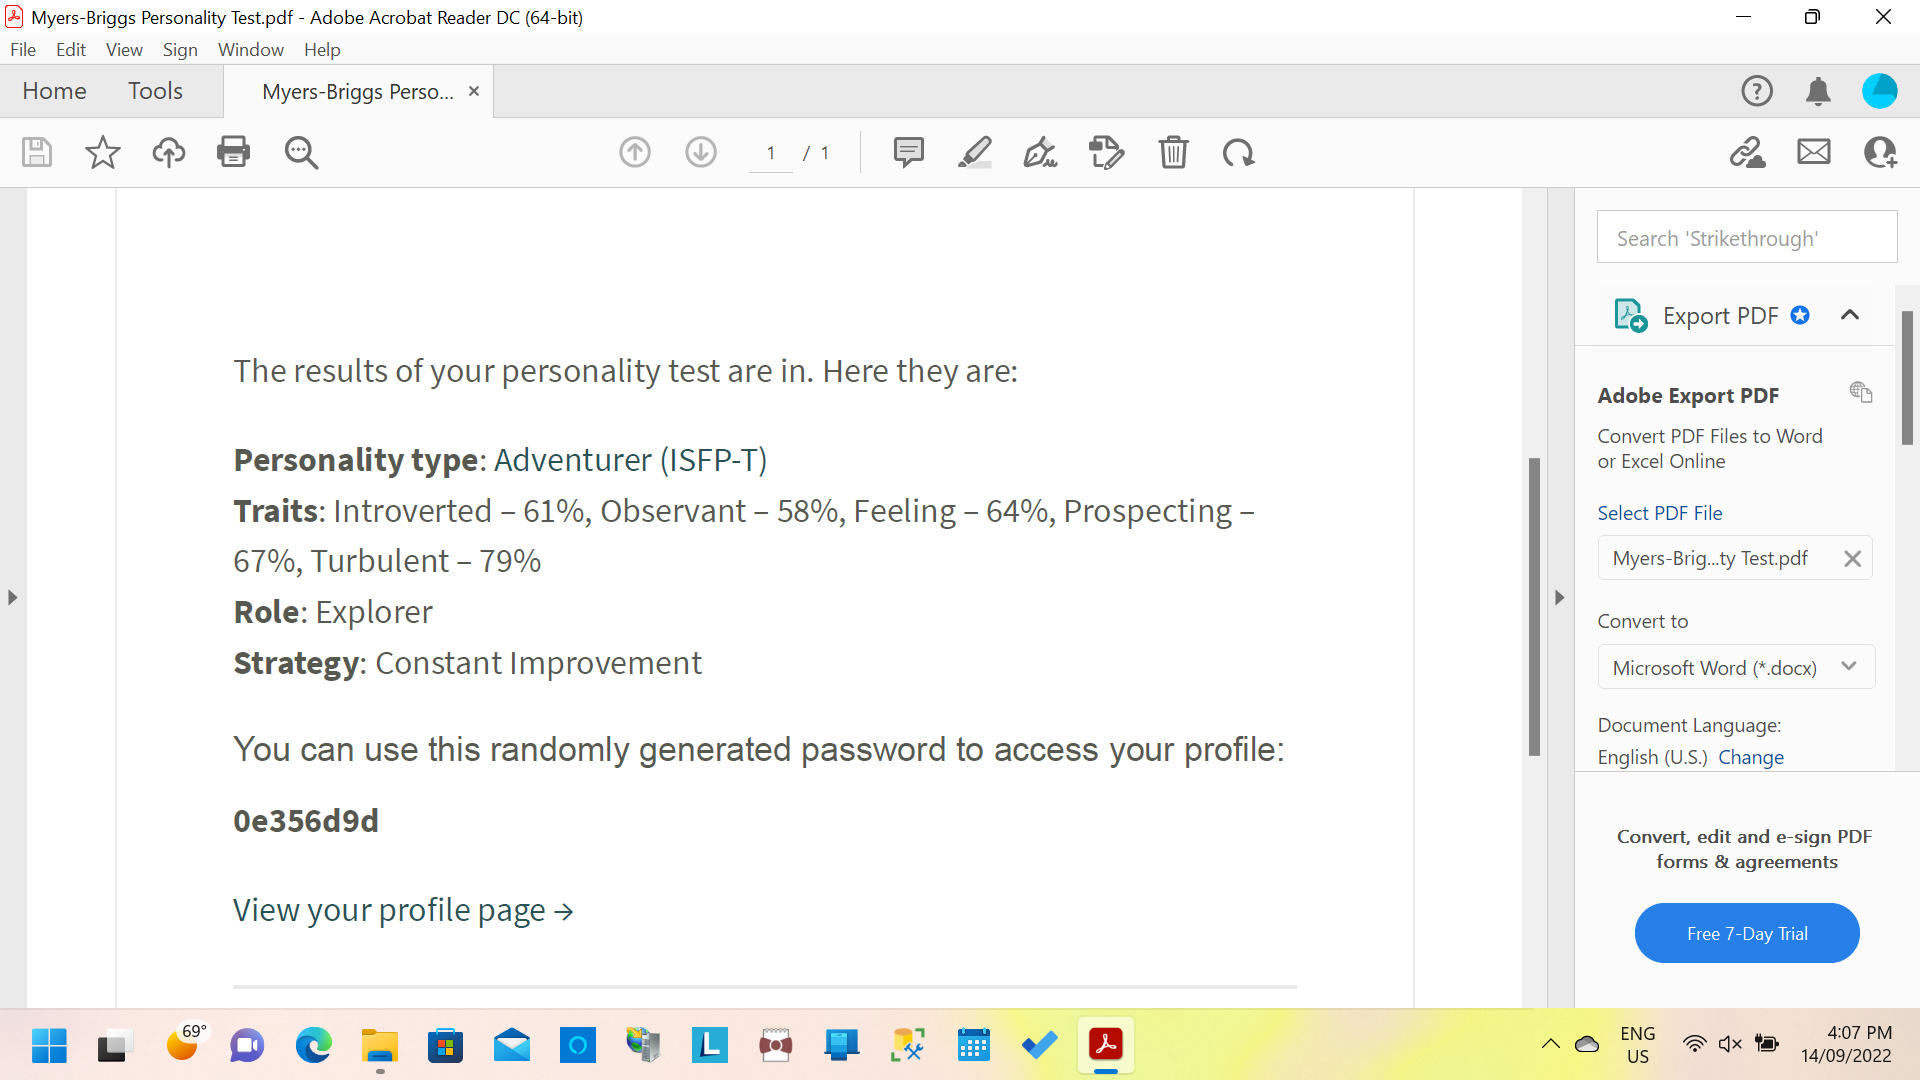 Myers-Briggs Personality Test.pdf - Adobe Acrobat Reader DC (64-bit)
File Edit View Sign Window Help
Home Tools Myers-Briggs Perso... ×
1 / 1
Search 'Strikethrough'
Export PDF
Adobe Export PDF
Convert PDF Files to Word
or Excel Online
Select PDF File
Myers-Brig...ty Test.pdf
Convert to
Microsoft Word (*.docx)
Document Language:
English (U.S.) Change
Convert, edit and e-sign PDF
forms & agreements
Free 7-Day Trial
The results of your personality test are in. Here they are:
Personality type: Adventurer (ISFP-T)
Traits: Introverted – 61%, Observant – 58%, Feeling – 64%, Prospecting –
67%, Turbulent – 79%
Role: Explorer
Strategy: Constant Improvement
You can use this randomly generated password to access your profile:
0e356d9d
View your profile page →
69°
L
ENG
US
4:07 PM
14/09/2022